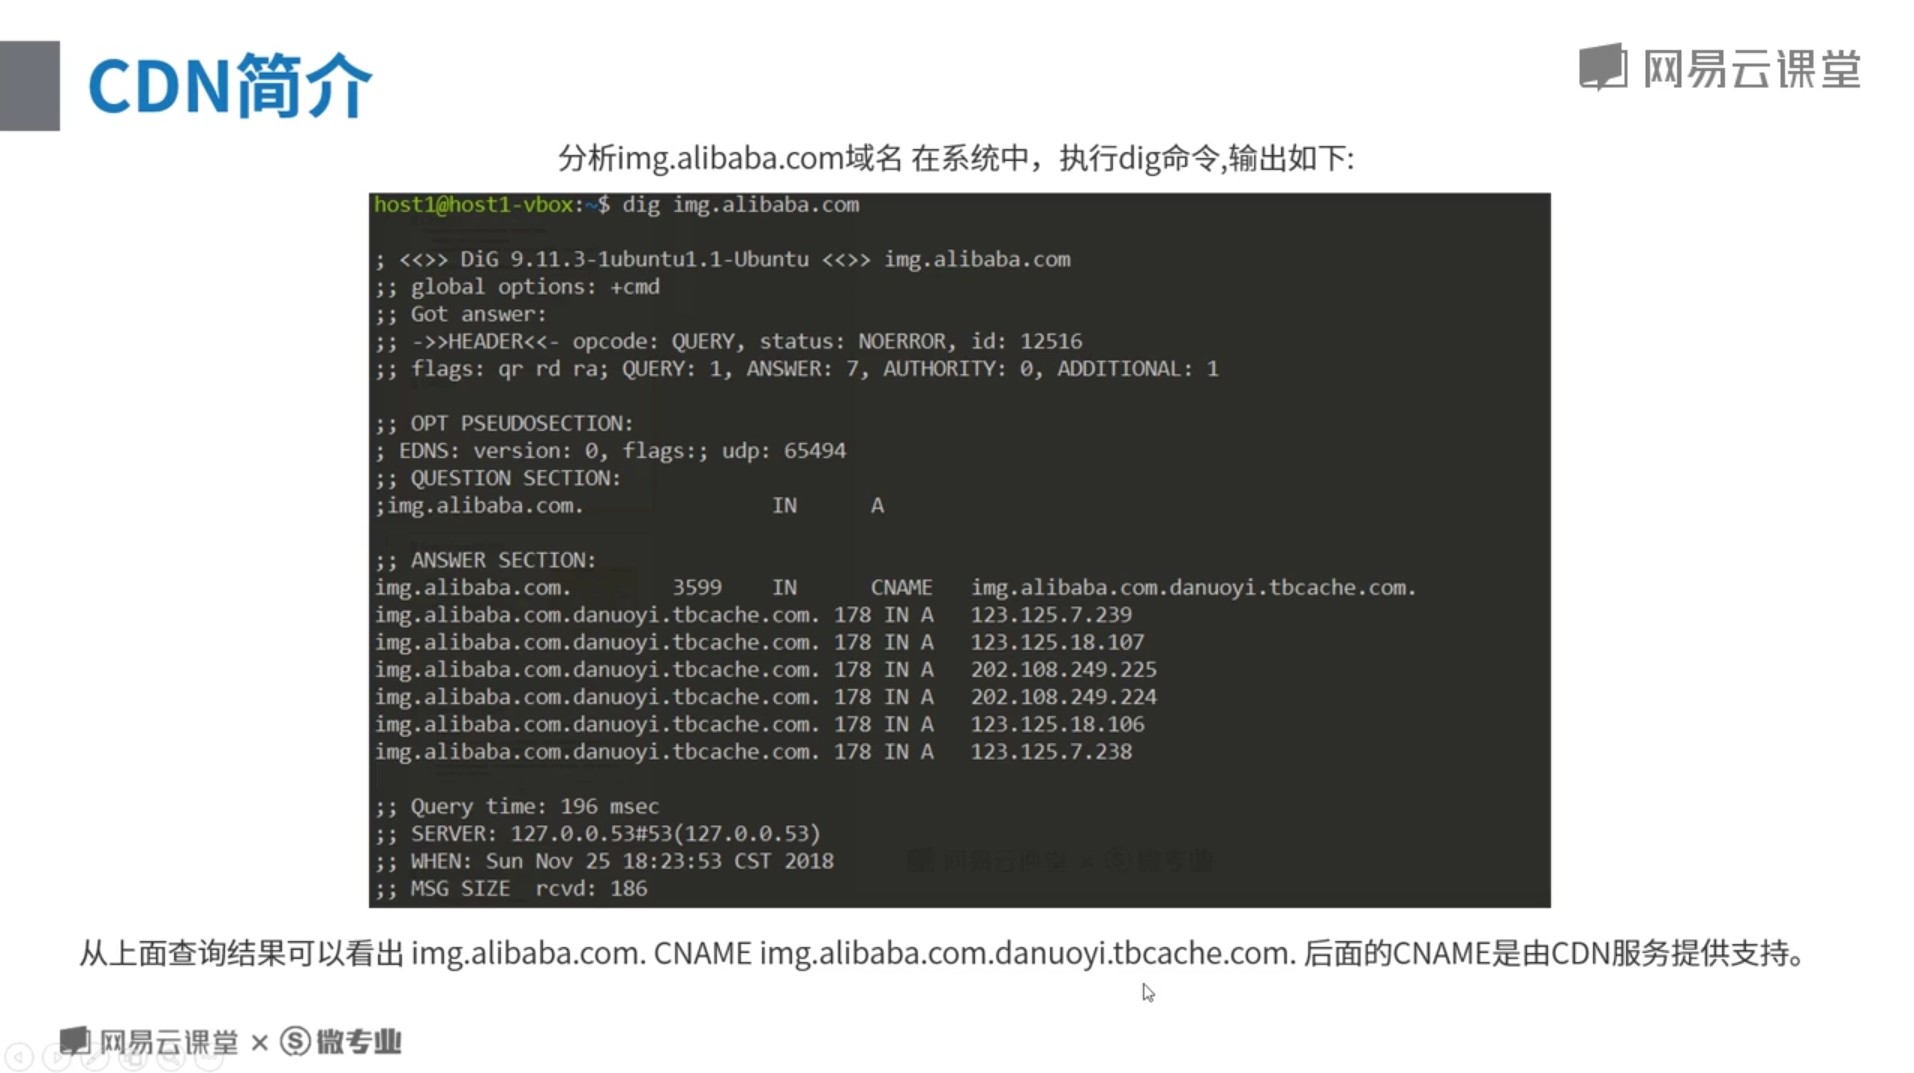 CDN简介
网易云课堂
分析img.alibaba.com域名 在系统中，执行dig命令,输出如下:
host1@host1-vbox:~$ dig img.alibaba.com
; <<>> DiG 9.11.3-1ubuntu1.1-Ubuntu <<>> img.alibaba.com
;; global options: +cmd
;; Got answer:
;; ->>HEADER<<- opcode: QUERY, status: NOERROR, id: 12516
;; flags: qr rd ra; QUERY: 1, ANSWER: 7, AUTHORITY: 0, ADDITIONAL: 1
;; OPT PSEUDOSECTION:
; EDNS: version: 0, flags:; udp: 65494
;; QUESTION SECTION:
;img.alibaba.com. IN A
;; ANSWER SECTION:
img.alibaba.com. 3599 IN CNAME img.alibaba.com.danuoyi.tbcache.com.
img.alibaba.com.danuoyi.tbcache.com. 178 IN A 123.125.7.239
img.alibaba.com.danuoyi.tbcache.com. 178 IN A 123.125.18.107
img.alibaba.com.danuoyi.tbcache.com. 178 IN A 202.108.249.225
img.alibaba.com.danuoyi.tbcache.com. 178 IN A 202.108.249.224
img.alibaba.com.danuoyi.tbcache.com. 178 IN A 123.125.18.106
img.alibaba.com.danuoyi.tbcache.com. 178 IN A 123.125.7.238
;; Query time: 196 msec
;; SERVER: 127.0.0.53#53(127.0.0.53)
;; WHEN: Sun Nov 25 18:23:53 CST 2018
;; MSG SIZE rcvd: 186
网易云课堂 × 微专业
从上面查询结果可以看出 img.alibaba.com. CNAME img.alibaba.com.danuoyi.tbcache.com. 后面的CNAME是由CDN服务提供支持。
网易云课堂 × 微专业